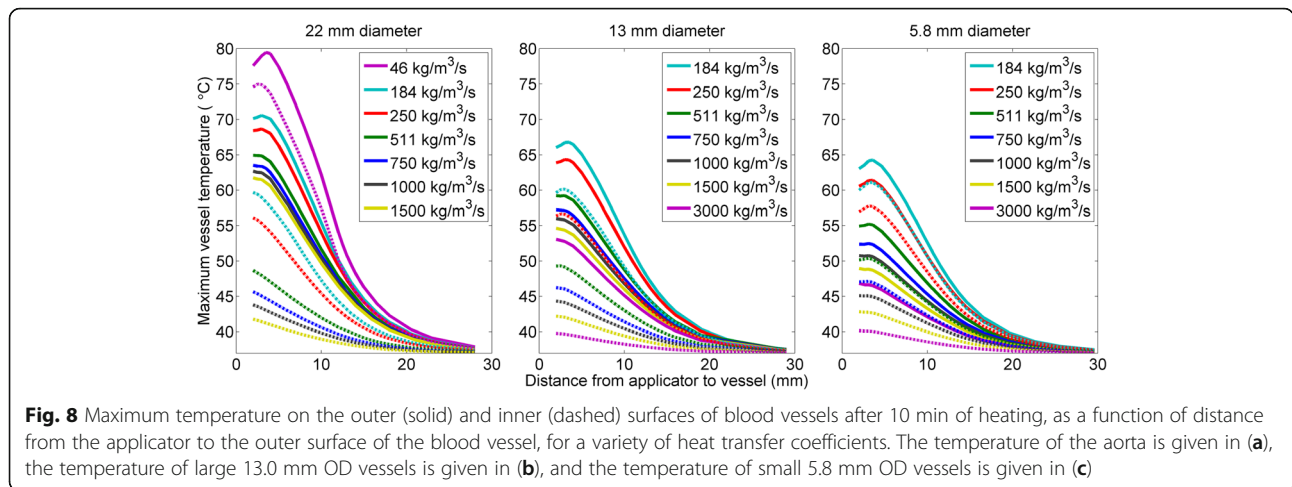 22 mm diameter
13 mm diameter
5.8 mm diameter
Maximum vessel temperature ( °C)
80
75
70
65
60
55
50
45
40
46 kg/m³/s
184 kg/m³/s
250 kg/m³/s
511 kg/m³/s
750 kg/m³/s
1000 kg/m³/s
1500 kg/m³/s
0 10 20 30
184 kg/m³/s
250 kg/m³/s
511 kg/m³/s
750 kg/m³/s
1000 kg/m³/s
1500 kg/m³/s
3000 kg/m³/s
0 10 20 30
184 kg/m³/s
250 kg/m³/s
511 kg/m³/s
750 kg/m³/s
1000 kg/m³/s
1500 kg/m³/s
3000 kg/m³/s
0 10 20 30
Distance from applicator to vessel (mm)
Fig. 8 Maximum temperature on the outer (solid) and inner (dashed) surfaces of blood vessels after 10 min of heating, as a function of distance
from the applicator to the outer surface of the blood vessel, for a variety of heat transfer coefficients. The temperature of the aorta is given in (a),
the temperature of large 13.0 mm OD vessels is given in (b), and the temperature of small 5.8 mm OD vessels is given in (c)